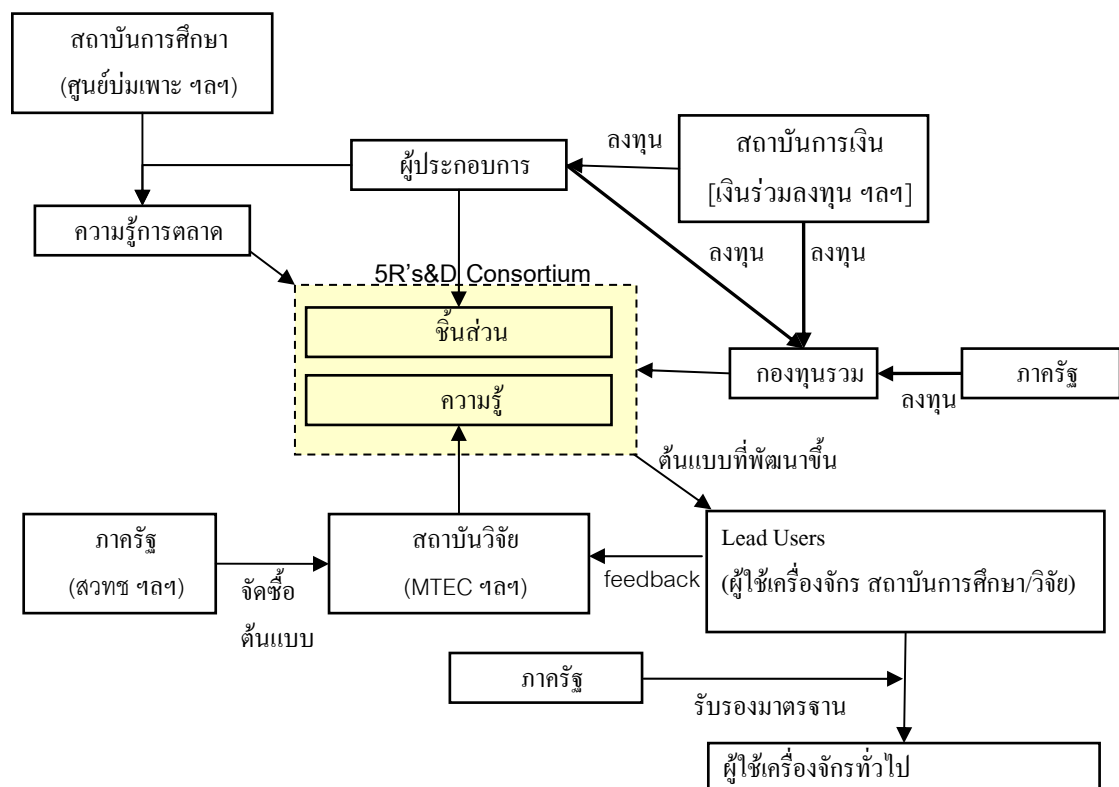 สถาบันการศึกษา
(ศูนย์บ่มเพาะ ฯลฯ)
ผู้ประกอบการ
ลงทุน
สถาบันการเงิน
[เงินร่วมลงทุน ฯลฯ]
ความรู้การตลาด
ลงทุน
ลงทุน
5R's&D Consortium
ชิ้นส่วน
ความรู้
กองทุนรวม
ภาครัฐ
ลงทุน
ต้นแบบที่พัฒนาขึ้น
ภาครัฐ
(สวทช ฯลฯ)
จัดซื้อ
ต้นแบบ
สถาบันวิจัย
(MTEC ฯลฯ)
feedback
Lead Users
(ผู้ใช้เครื่องจักร สถาบันการศึกษา/วิจัย)
ภาครัฐ
รับรองมาตรฐาน
ผู้ใช้เครื่องจักรทั่วไป